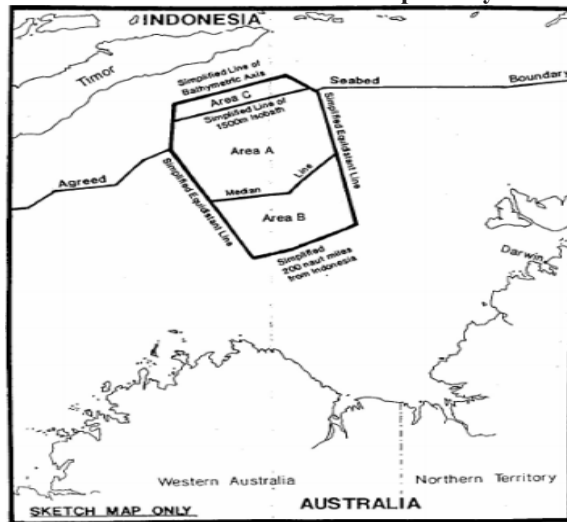 INDONESIA
Timor
Simplified Line of
Bathymetric Axis
Area C
Simplified Line of
1500m Isobath
Seabed
Boundary
Area A
Simplified Equidistant Line
Agreed
Median
Line
Simplified Equidistant Line
Area B
Simplified
200 naut miles
from Indonesia
Darwin
Western Australia
Northern Territory
SKETCH MAP ONLY
AUSTRALIA